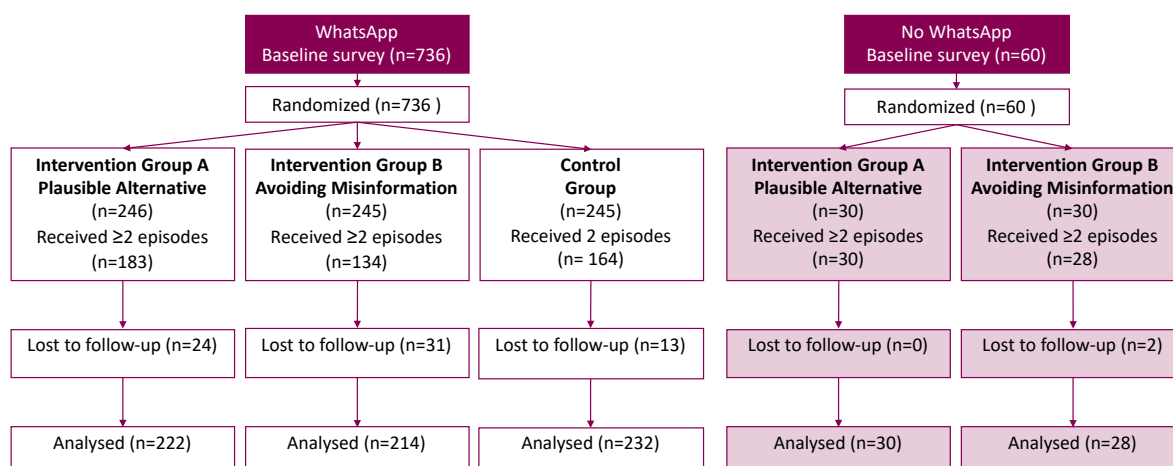 WhatsApp
Baseline survey (n=736)
No WhatsApp
Baseline survey (n=60)
Randomized (n=736 )
Randomized (n=60 )
Intervention Group A
Plausible Alternative
(n=246)
Received ≥2 episodes
(n=183)
Intervention Group B
Avoiding Misinformation
(n=245)
Received ≥2 episodes
(n=134)
Control
Group
(n=245)
Received 2 episodes
(n= 164)
Intervention Group A
Plausible Alternative
(n=30)
Received ≥2 episodes
(n=30)
Intervention Group B
Avoiding Misinformation
(n=30)
Received ≥2 episodes
(n=28)
Lost to follow-up (n=24)
Lost to follow-up (n=31)
Lost to follow-up (n=13)
Lost to follow-up (n=0)
Lost to follow-up (n=2)
Analysed (n=222)
Analysed (n=214)
Analysed (n=232)
Analysed (n=30)
Analysed (n=28)